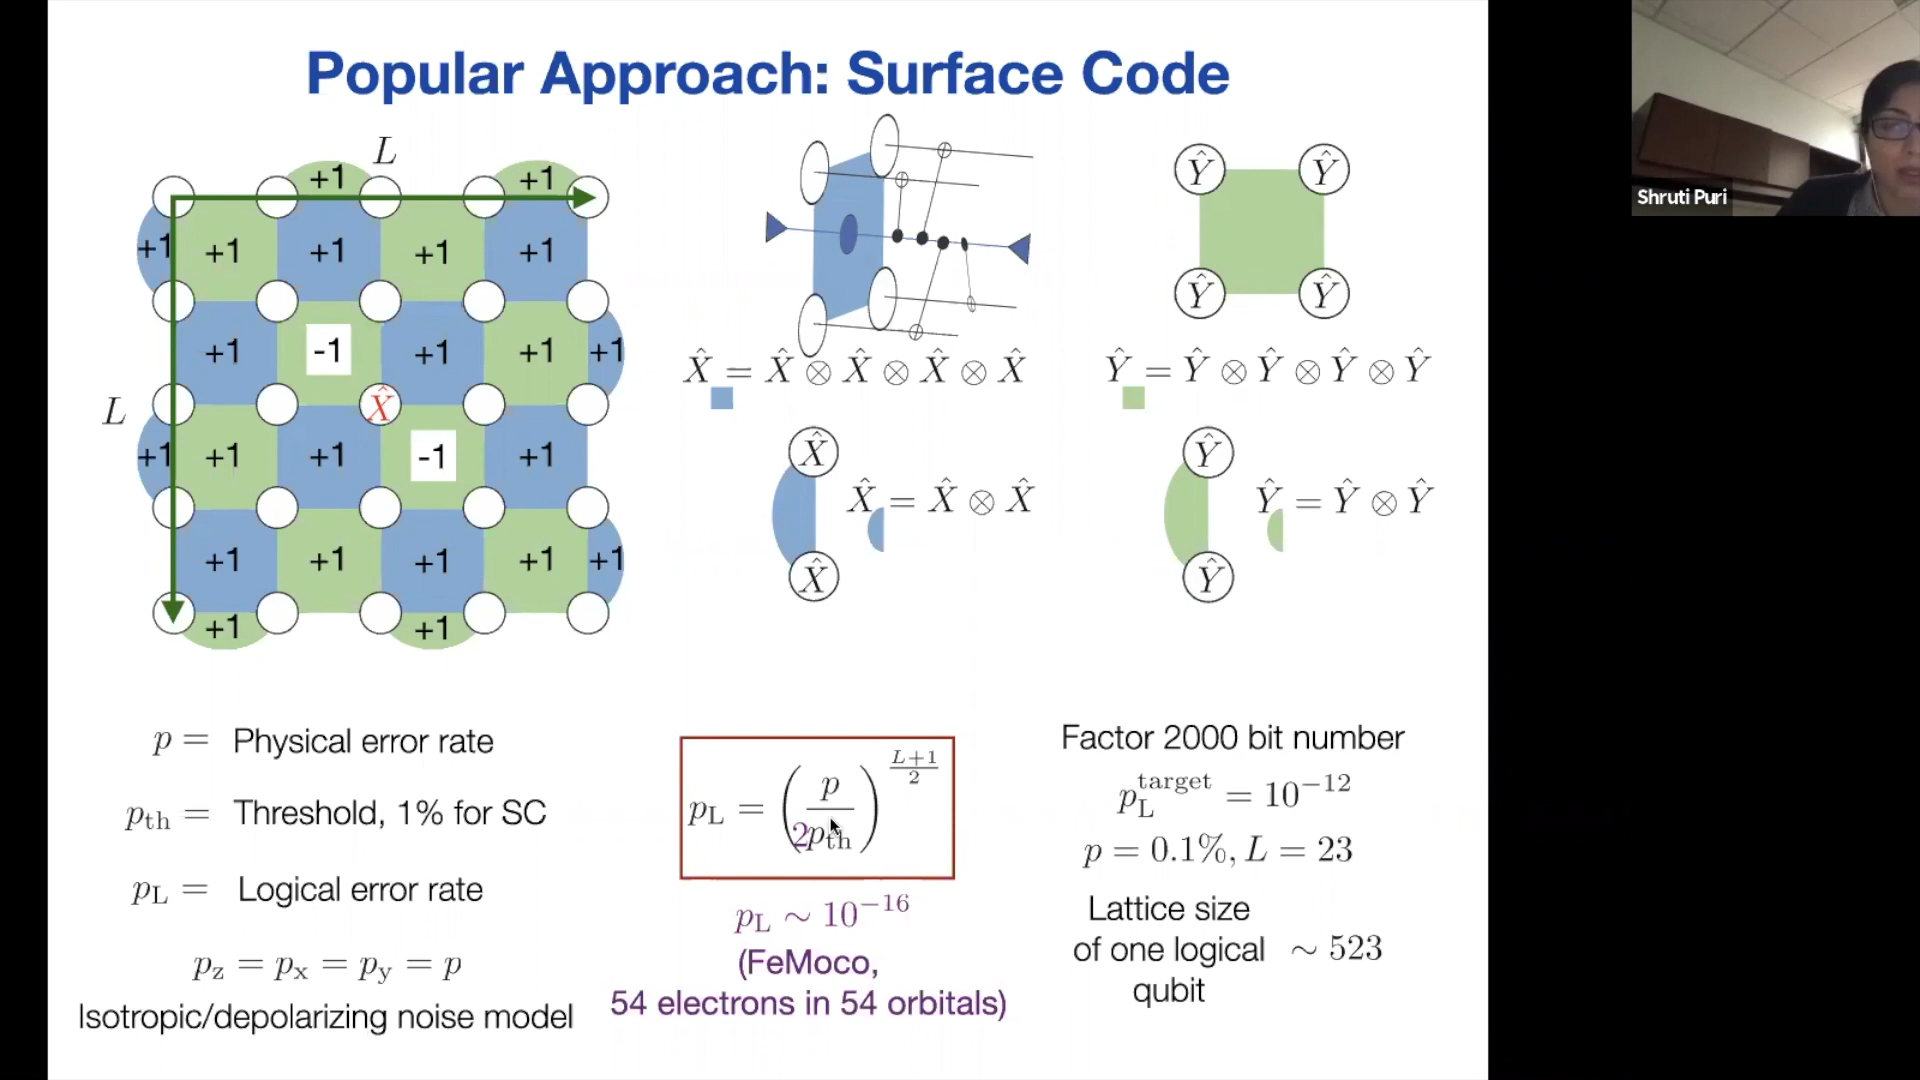 Popular Approach: Surface Code
L
+1 +1
+1 +1 +1 +1 +1
+1 -1 +1 +1 +1
L
X̂
+1 +1 +1 -1 +1
+1 +1 +1 +1 +1
+1 +1
X̂ = X̂ ⊗ X̂ ⊗ X̂ ⊗ X̂
X̂
X̂ = X̂ ⊗ X̂
X̂
Ŷ Ŷ
Ŷ Ŷ
Ŷ = Ŷ ⊗ Ŷ ⊗ Ŷ ⊗ Ŷ
Ŷ
Ŷ = Ŷ ⊗ Ŷ
Ŷ
p = Physical error rate
p_th = Threshold, 1% for SC
p_L = Logical error rate
p_z = p_x = p_y = p
Isotropic/depolarizing noise model
p_L = (p / 2p_th)^((L+1)/2)
p_L ∼ 10^−16
(FeMoco,
54 electrons in 54 orbitals)
Factor 2000 bit number
p_L^target = 10^−12
p = 0.1%, L = 23
Lattice size
of one logical ∼ 523
qubit
Shruti Puri